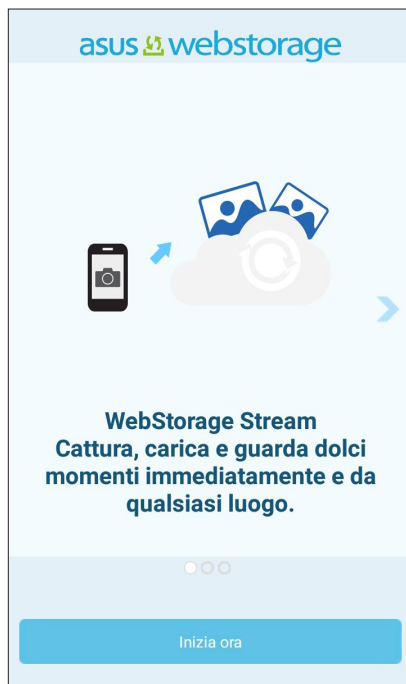 asus webstorage
WebStorage Stream
Cattura, carica e guarda dolci
momenti immediatamente e da
qualsiasi luogo.
Inizia ora